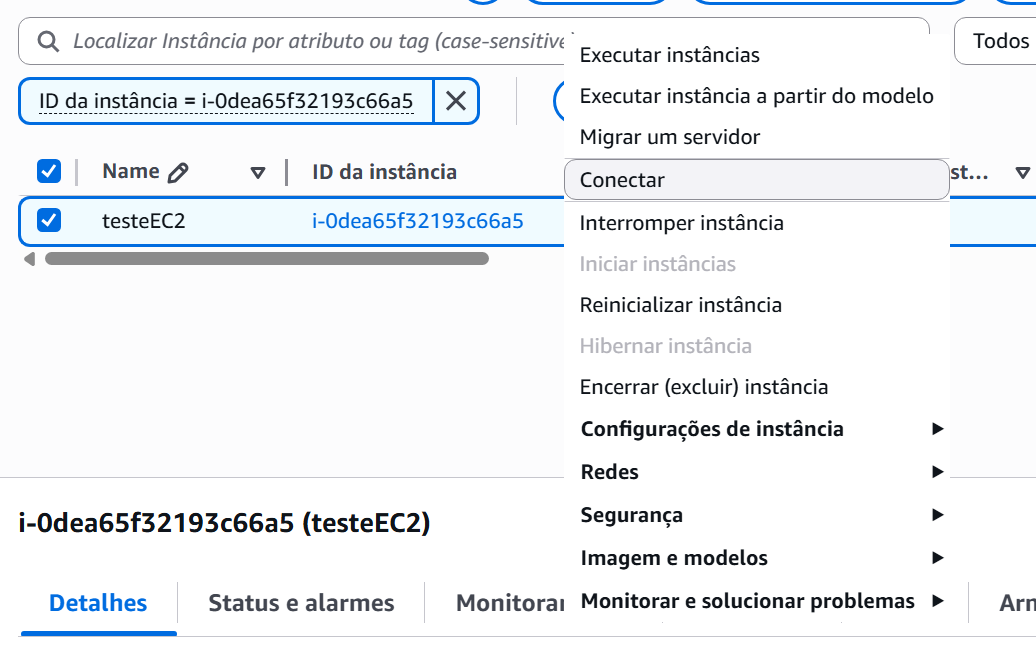 Localizar Instância por atributo ou tag (case-sensitive)
Todos
ID da instância = i-0dea65f32193c66a5
Name
ID da instância
testeEC2
i-0dea65f32193c66a5
Executar instâncias
Executar instância a partir do modelo
Migrar um servidor
Conectar
Interromper instância
Iniciar instâncias
Reinicializar instância
Hibernar instância
Encerrar (excluir) instância
Configurações de instância
Redes
Segurança
Imagem e modelos
Monitorar e solucionar problemas
st...
i-0dea65f32193c66a5 (testeEC2)
Detalhes
Status e alarmes
Monitorar